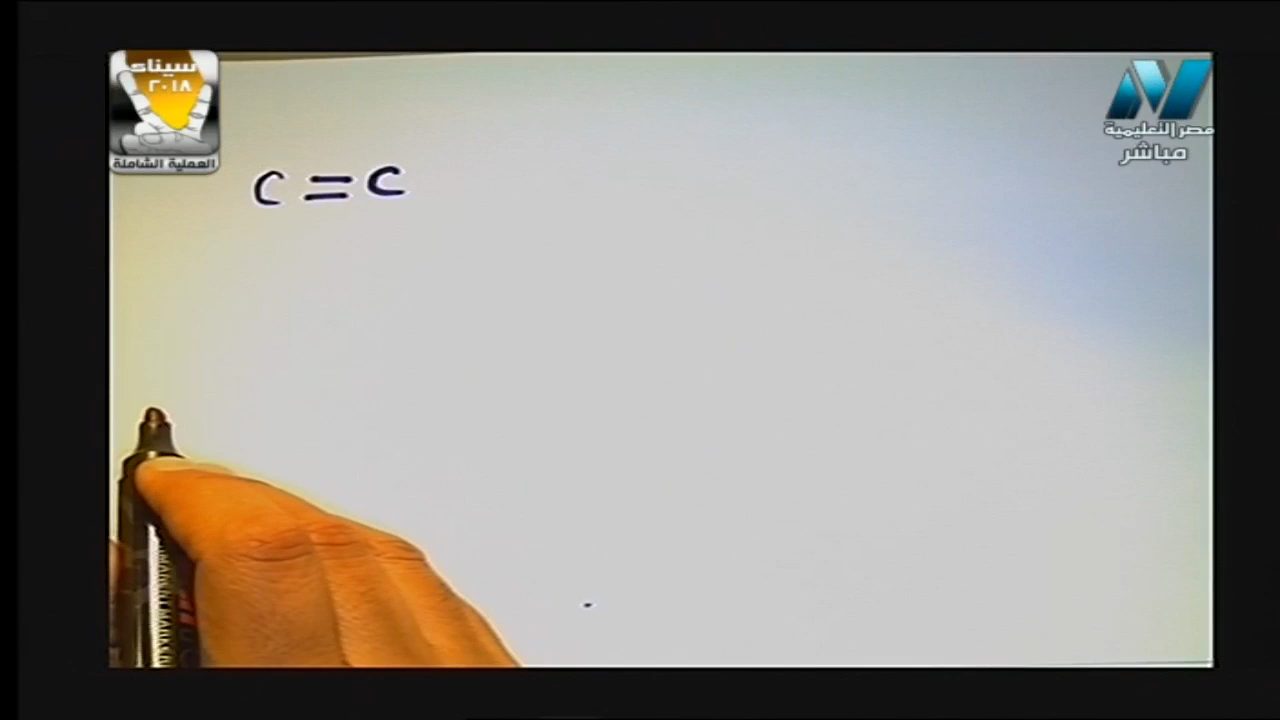 سيناء
٢٠١٨
العملية الشاملة
مصر التعليمية
مباشر
C = C